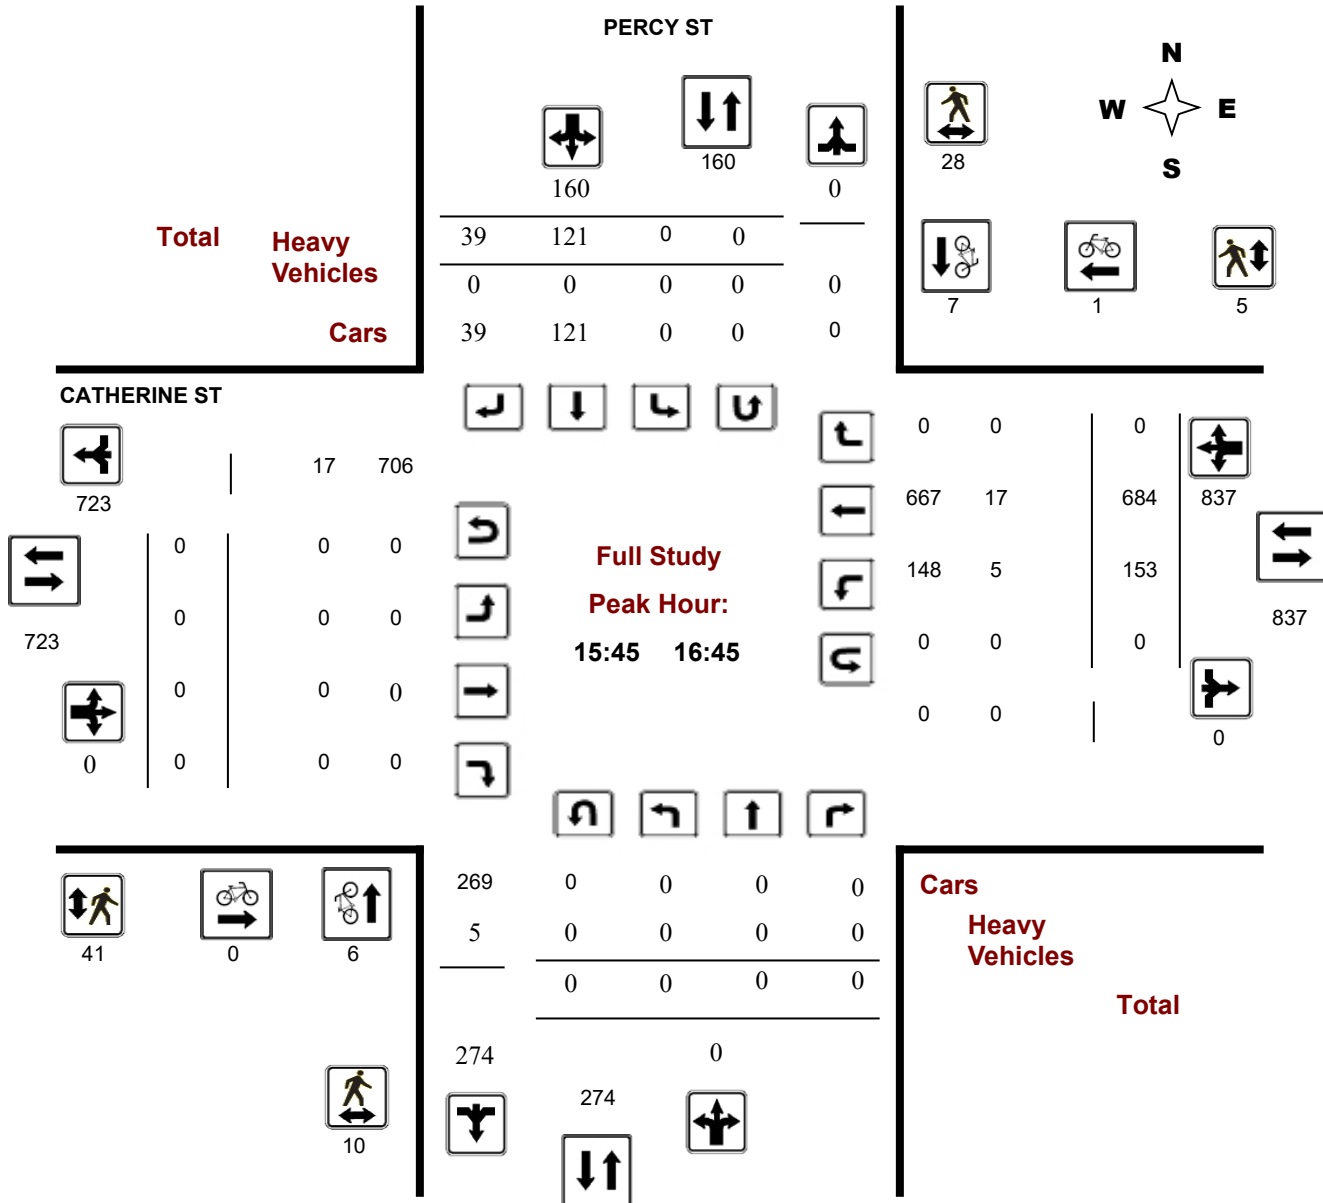 PERCY ST
N
W E
S
160
28
160 0
Total Heavy Vehicles
39 121 0 0
0 0 0 0 0
7 1 5
Cars 39 121 0 0 0
CATHERINE ST
0 0 0
17 706
723
667 17 684 837
0 0 0
Full Study
148 5 153
Peak Hour:
0 0 0
837
723
15:45 16:45
0 0 0
0 0 0
0 0
0
0 0 0 0
269 0 0 0 0
Cars
5 0 0 0 0
Heavy Vehicles
41 0 6
0 0 0 0
Total
274 0
274
10